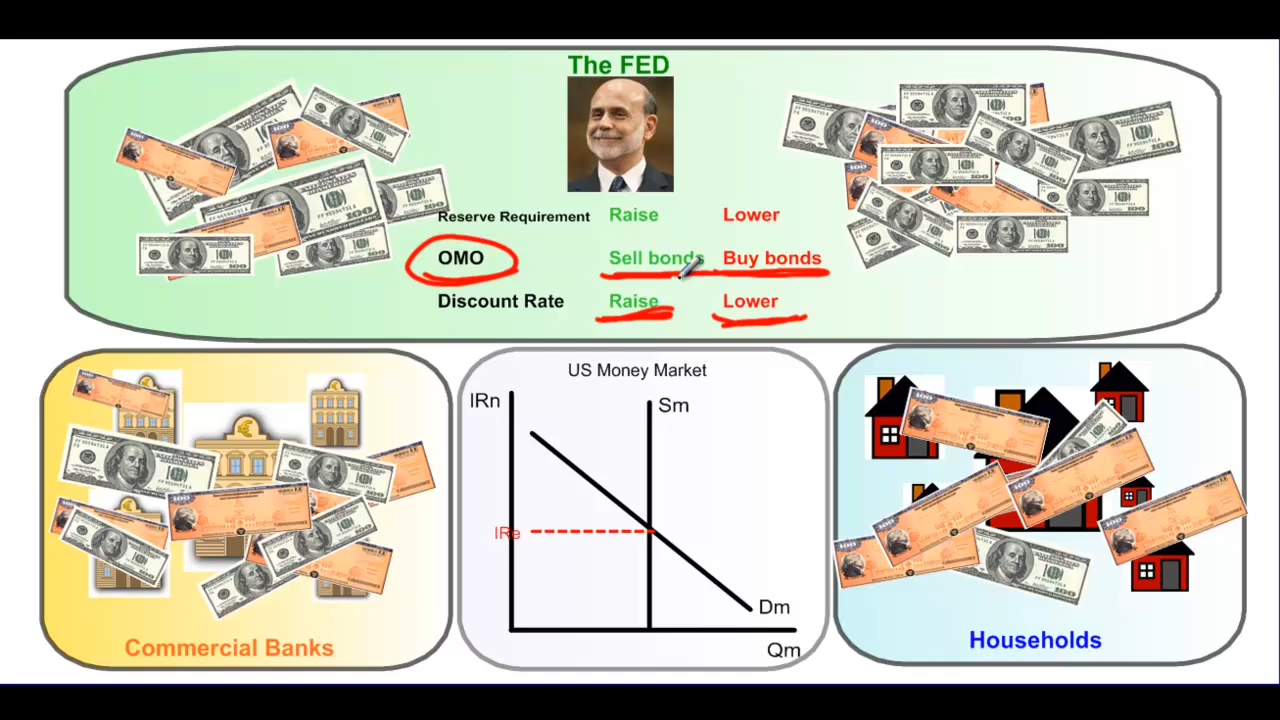 The FED
Reserve Requirement Raise Lower
OMO Sell bonds Buy bonds
Discount Rate Raise Lower
US Money Market
IRn
Sm
IRe
Dm
Qm
Commercial Banks
Households